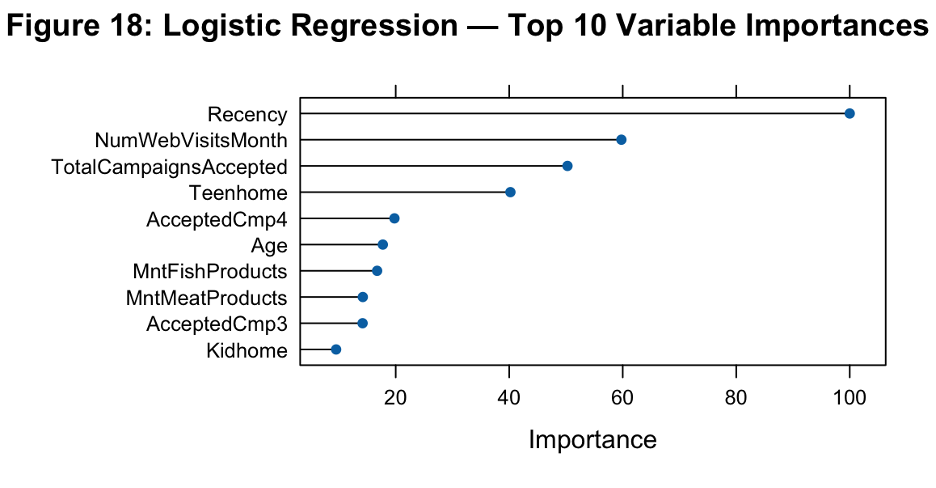 Figure 18: Logistic Regression — Top 10 Variable Importances
Recency
NumWebVisitsMonth
TotalCampaignsAccepted
Teenhome
AcceptedCmp4
Age
MntFishProducts
MntMeatProducts
AcceptedCmp3
Kidhome
20 40 60 80 100
Importance